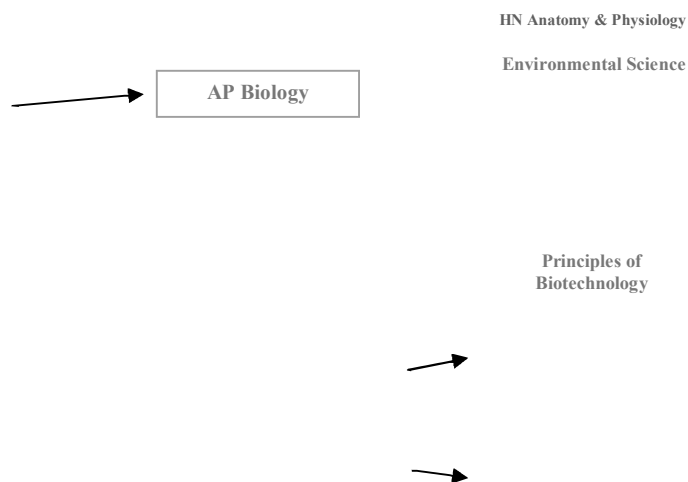 HN Anatomy & Physiology
Environmental Science
AP Biology
Principles of
Biotechnology